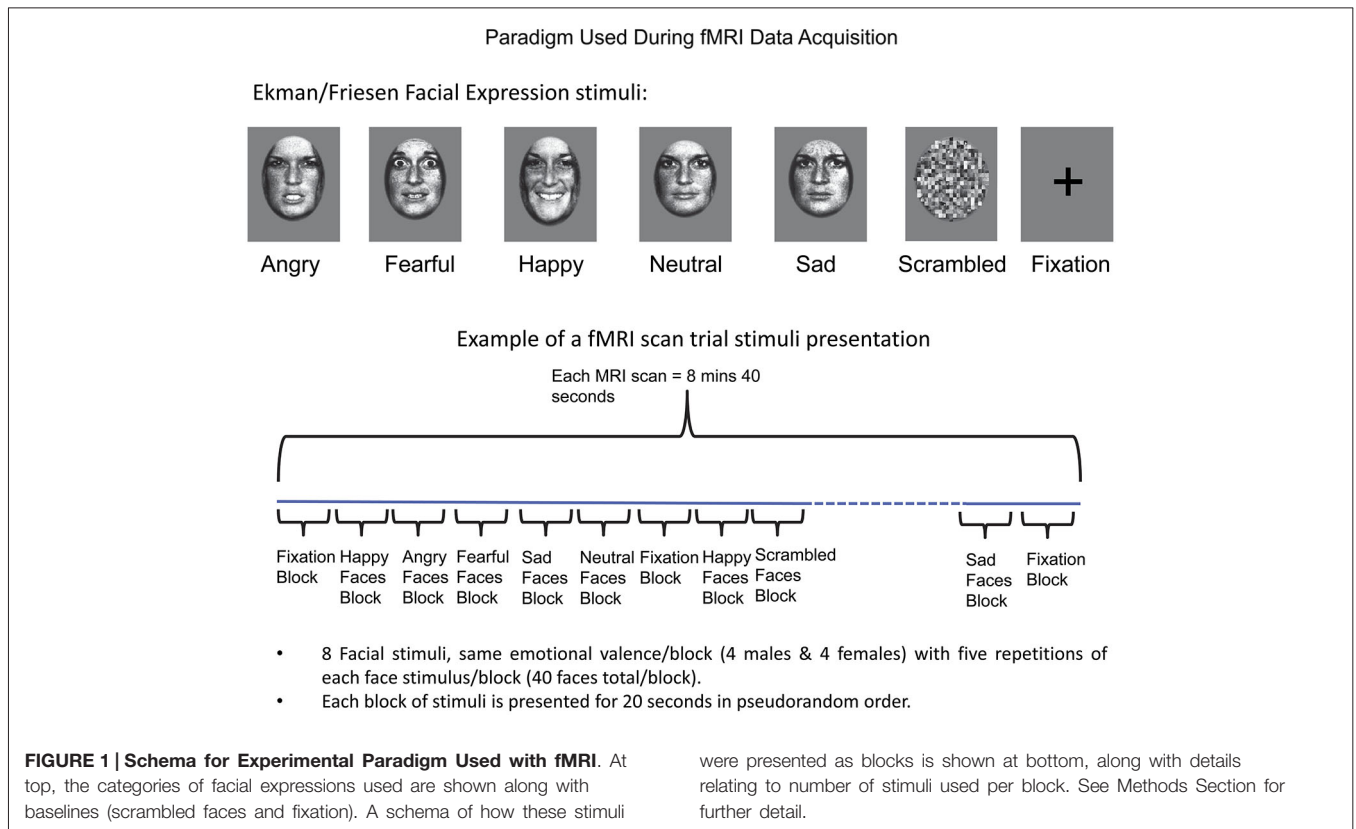 Paradigm Used During fMRI Data Acquisition
Ekman/Friesen Facial Expression stimuli:
Angry Fearful Happy Neutral Sad Scrambled Fixation
Example of a fMRI scan trial stimuli presentation
Each MRI scan = 8 mins 40
seconds
Fixation
Block
Happy
Faces
Block
Angry
Faces
Block
Fearful
Faces
Block
Sad
Faces
Block
Neutral
Faces
Block
Fixation
Block
Happy
Faces
Block
Scrambled
Faces
Block
Sad
Faces
Block
Fixation
Block
• 8 Facial stimuli, same emotional valence/block (4 males & 4 females) with five repetitions of
each face stimulus/block (40 faces total/block).
• Each block of stimuli is presented for 20 seconds in pseudorandom order.
FIGURE 1 | Schema for Experimental Paradigm Used with fMRI. At
top, the categories of facial expressions used are shown along with
baselines (scrambled faces and fixation). A schema of how these stimuli
were presented as blocks is shown at bottom, along with details
relating to number of stimuli used per block. See Methods Section for
further detail.